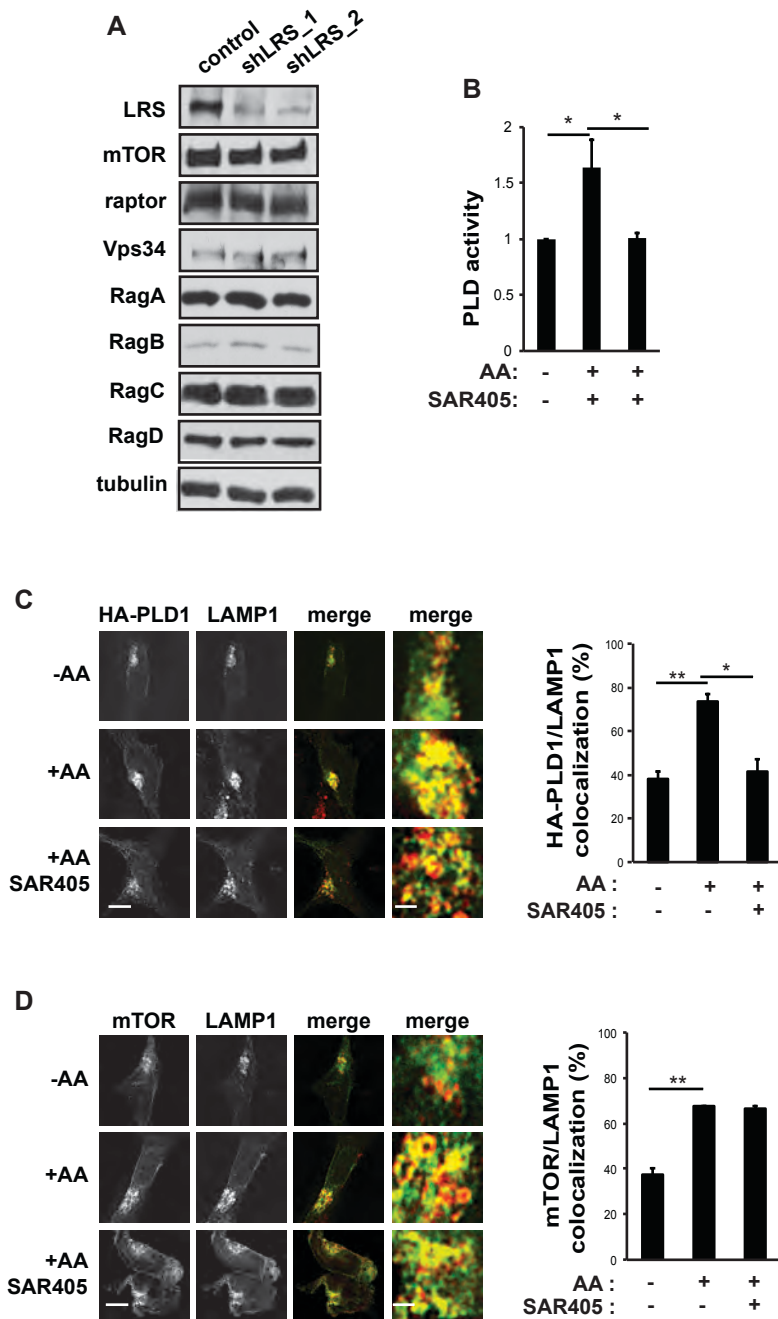 A
control shLRS_1 shLRS_2
LRS
mTOR
raptor
Vps34
RagA
RagB
RagC
RagD
tubulin
B
PLD activity
2
1.5
1
0.5
0
* *
AA: - + +
SAR405: - + +
C
HA-PLD1 LAMP1 merge merge
-AA
+AA
+AA
SAR405
HA-PLD1/LAMP1
colocalization (%)
100
80
60
40
20
0
** *
AA : - + +
SAR405 : - - +
D
mTOR LAMP1 merge merge
-AA
+AA
+AA
SAR405
mTOR/LAMP1
colocalization (%)
100
80
60
40
20
0
**
AA : - + +
SAR405 : - - +